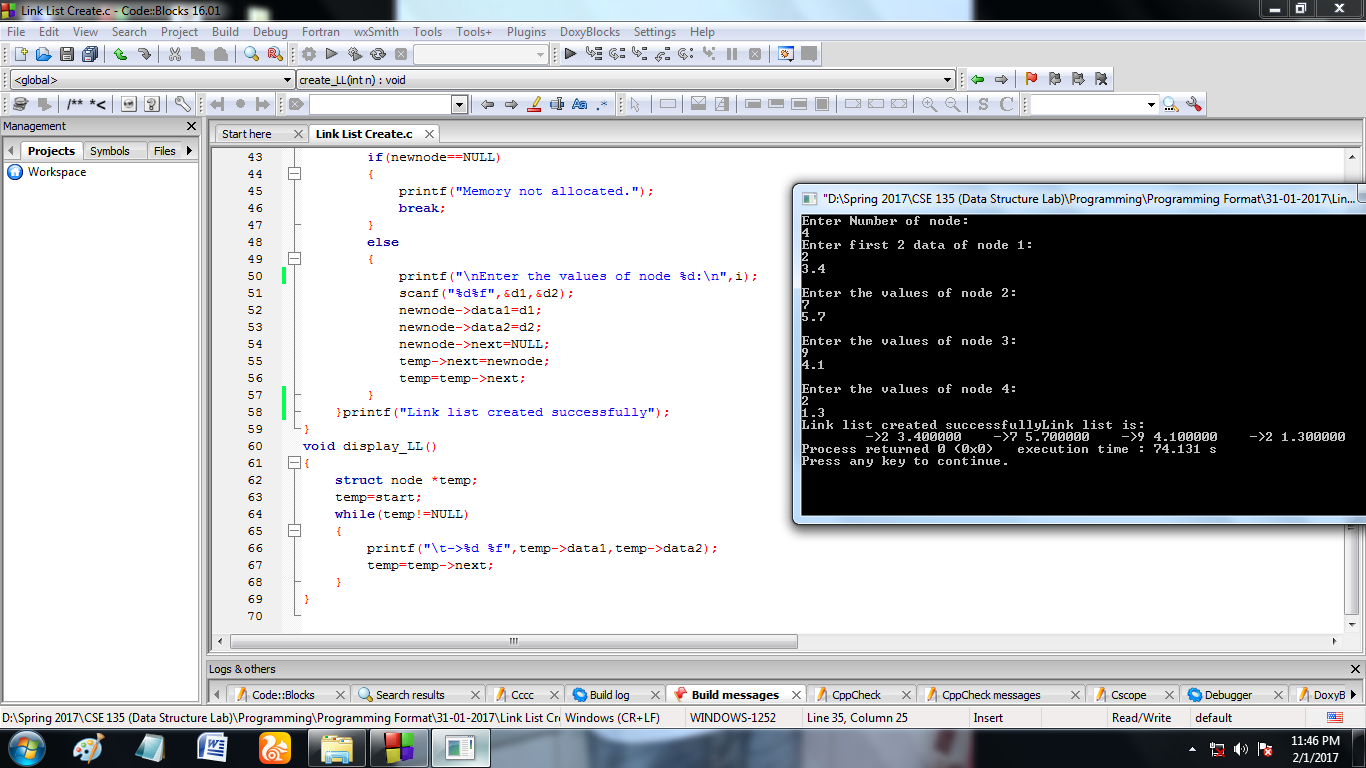 Link List Create.c - Code::Blocks 16.01
File Edit View Search Project Build Debug Fortran wxSmith Tools Tools+ Plugins DoxyBlocks Settings Help
<global> create_LL(int n) : void
/** *<
Management
Projects Symbols Files
Workspace
Start here Link List Create.c
43 if(newnode==NULL)
44 {
45 printf("Memory not allocated.");
46 break;
47 }
48 else
49 {
50 printf("\nEnter the values of node %d:\n",i);
51 scanf("%d%f",&d1,&d2);
52 newnode->data1=d1;
53 newnode->data2=d2;
54 newnode->next=NULL;
55 temp->next=newnode;
56 temp=temp->next;
57 }
58 }printf("Link list created successfully");
59 }
60 void display_LL()
61 {
62 struct node *temp;
63 temp=start;
64 while(temp!=NULL)
65 {
66 printf("\t->%d %f",temp->data1,temp->data2);
67 temp=temp->next;
68 }
69 }
70
"D:\Spring 2017\CSE 135 (Data Structure Lab)\Programming\Programming Format\31-01-2017\Lin...
Enter Number of node:
4
Enter first 2 data of node 1:
2
3.4
Enter the values of node 2:
7
5.7
Enter the values of node 3:
9
4.1
Enter the values of node 4:
2
1.3
Link list created successfullyLink list is:
->2 3.400000 ->7 5.700000 ->9 4.100000 ->2 1.300000
Process returned 0 (0x0) execution time : 74.131 s
Press any key to continue.
Logs & others
Code::Blocks Search results Cccc Build log Build messages CppCheck CppCheck messages Cscope Debugger DoxyB
D:\Spring 2017\CSE 135 (Data Structure Lab)\Programming\Programming Format\31-01-2017\Link List Cr Windows (CR+LF) WINDOWS-1252 Line 35, Column 25 Insert Read/Write default
11:46 PM
2/1/2017